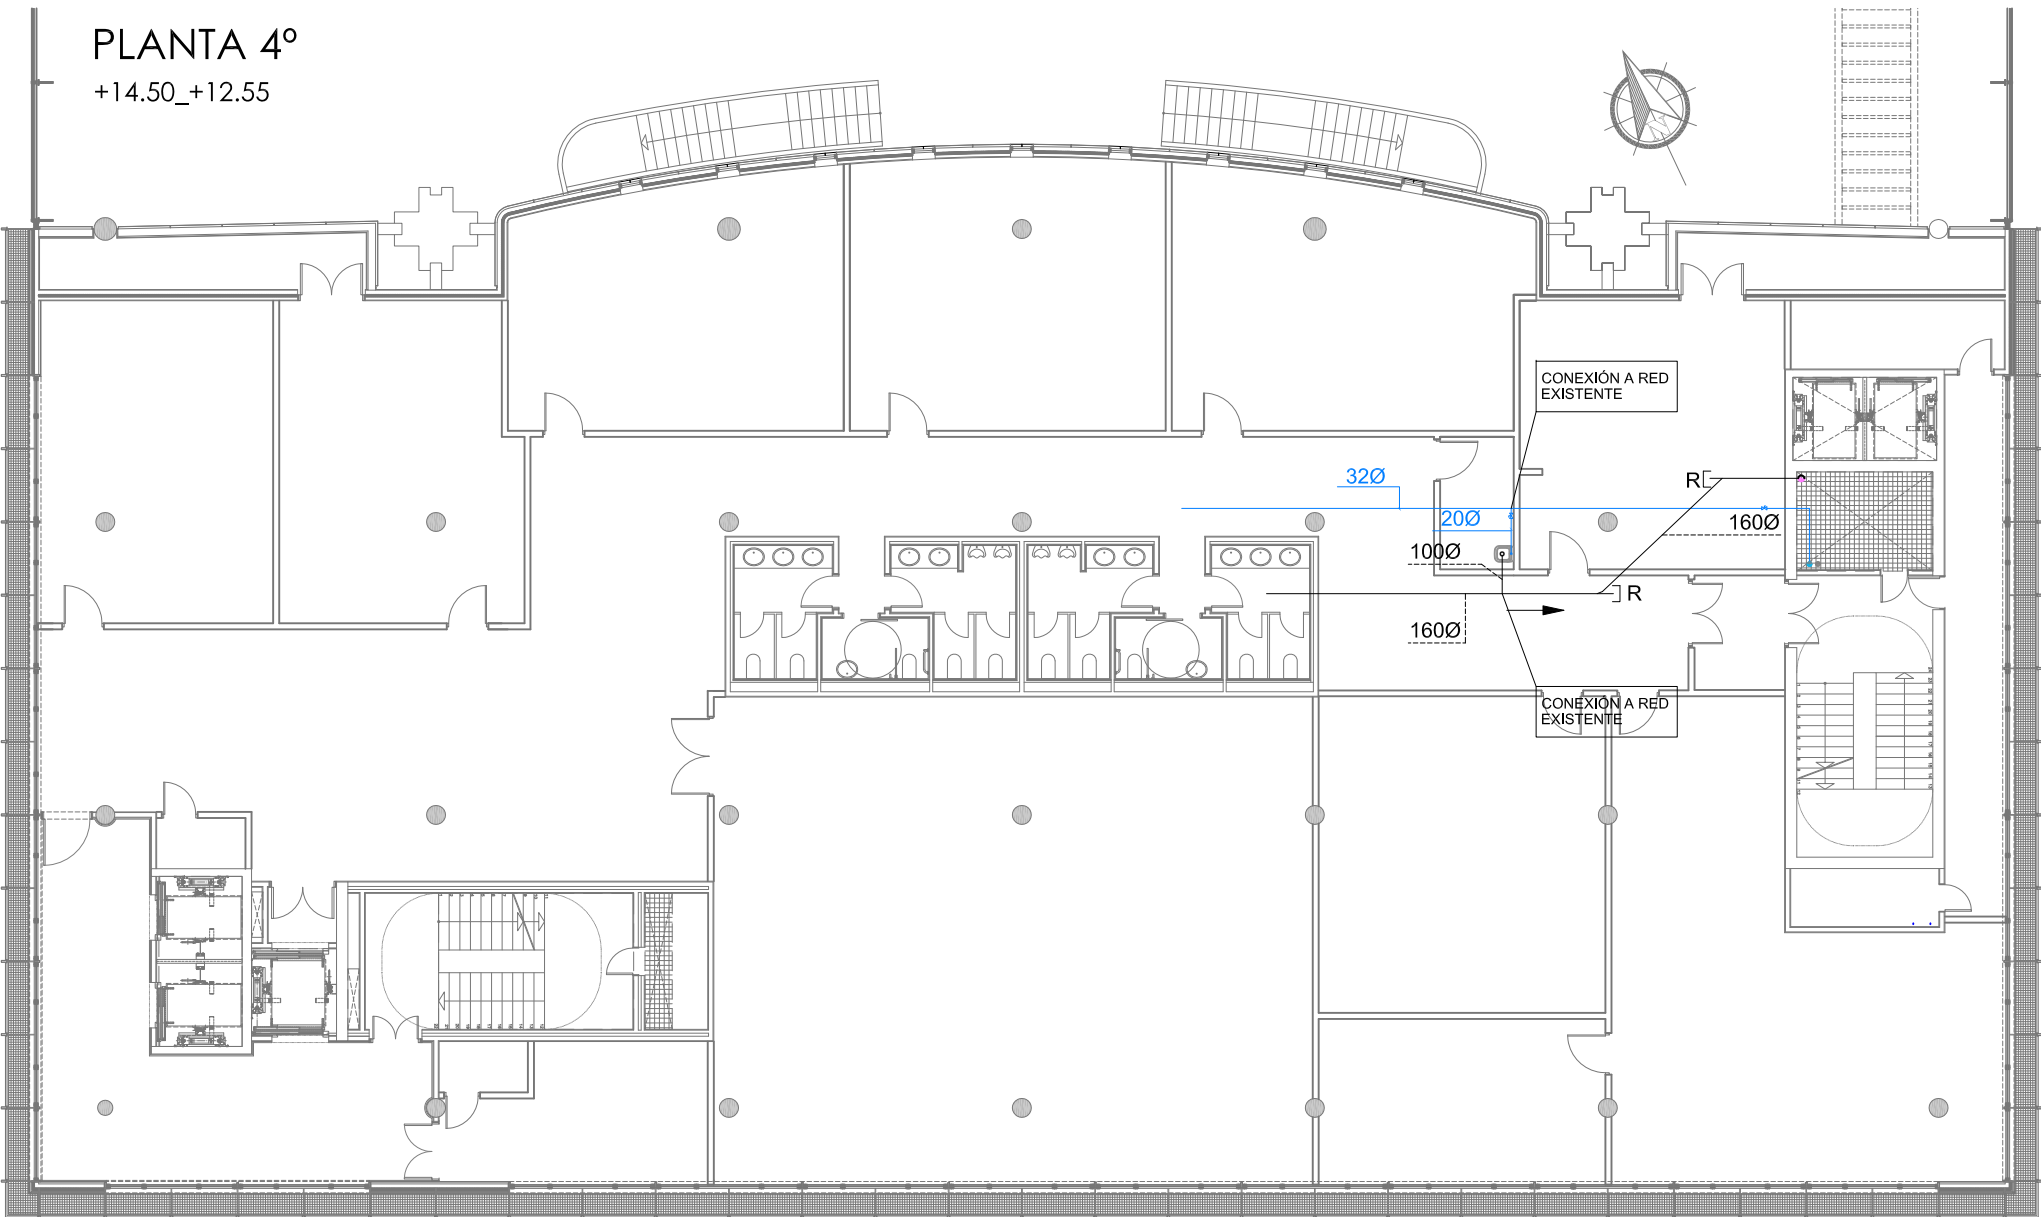 PLANTA 4º
+14.50_+12.55
CONEXIÓN A RED
EXISTENTE
32Ø
R
20Ø
160Ø
100Ø
R
160Ø
CONEXIÓN A RED
EXISTENTE